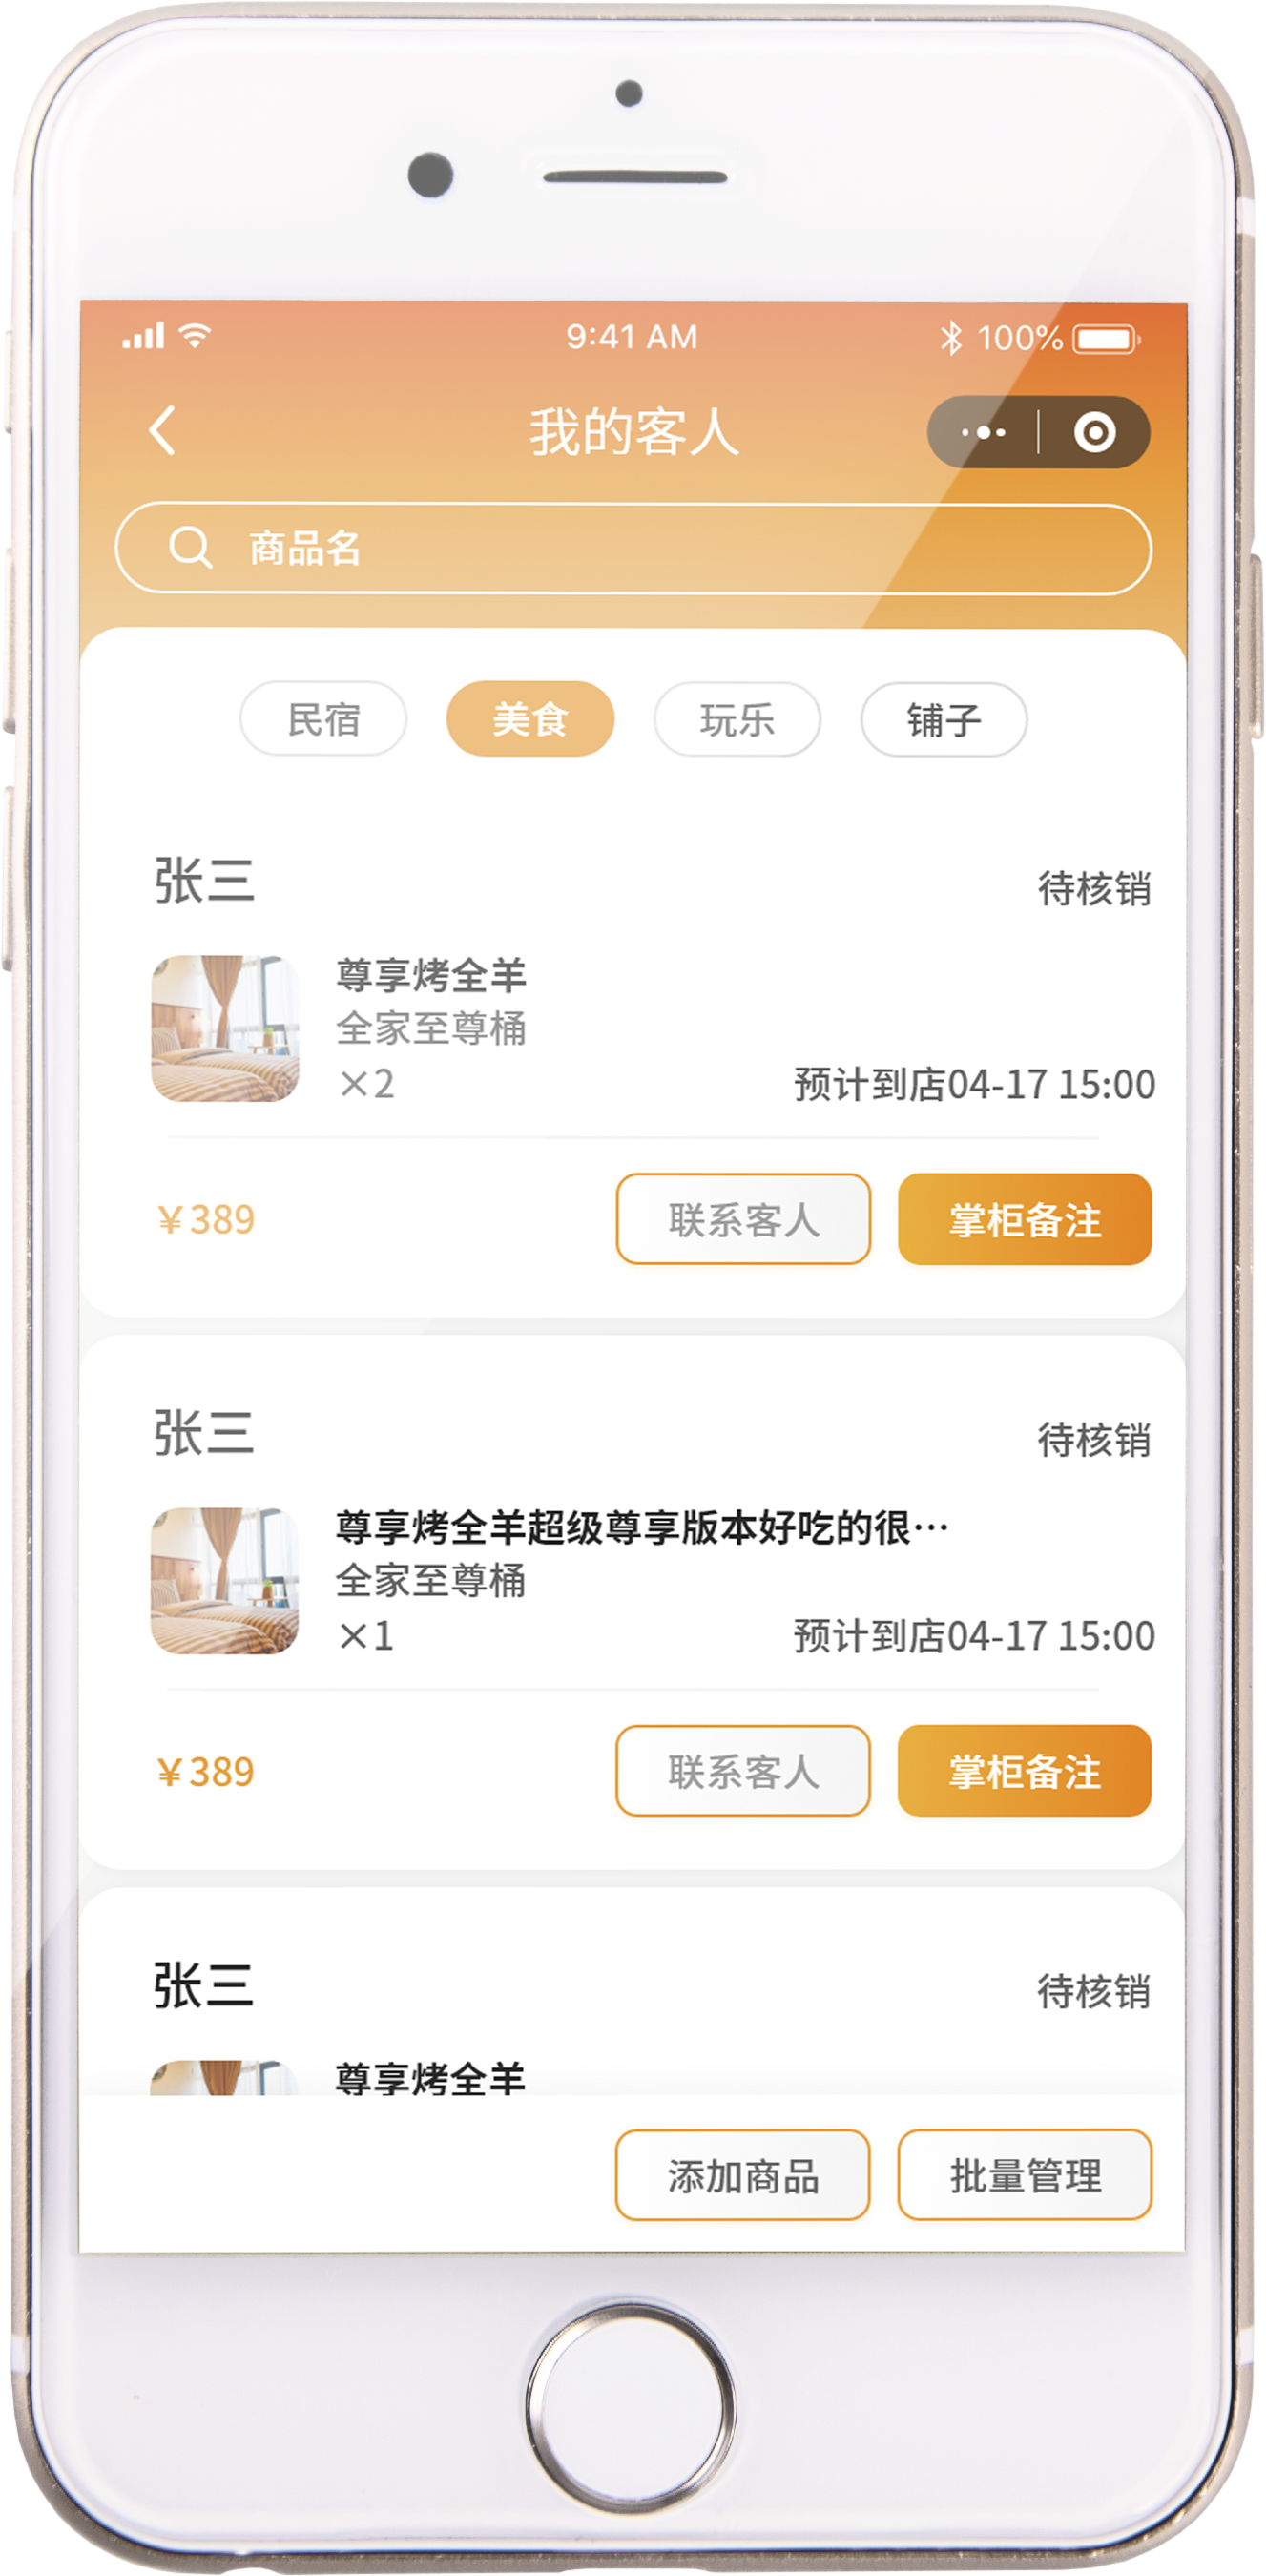 9:41 AM
100%
我的客人
商品名
民宿 美食 玩乐 铺子
张三 待核销
尊享烤全羊
全家至尊桶
×2 预计到店04-17 15:00
¥389 联系客人 掌柜备注
张三 待核销
尊享烤全羊超级尊享版本好吃的很…
全家至尊桶
×1 预计到店04-17 15:00
¥389 联系客人 掌柜备注
张三 待核销
尊享烤全羊
添加商品 批量管理